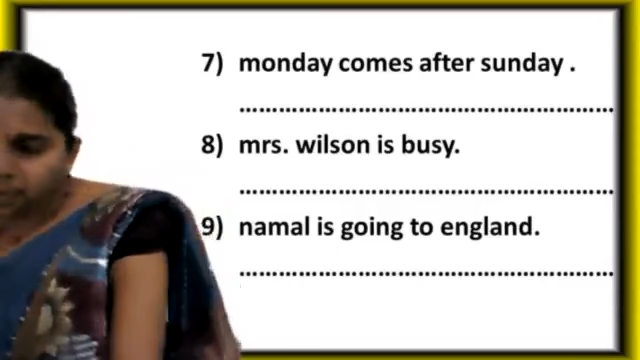 7) monday comes after sunday .
................................................................
8) mrs. wilson is busy.
................................................................
9) namal is going to england.
................................................................